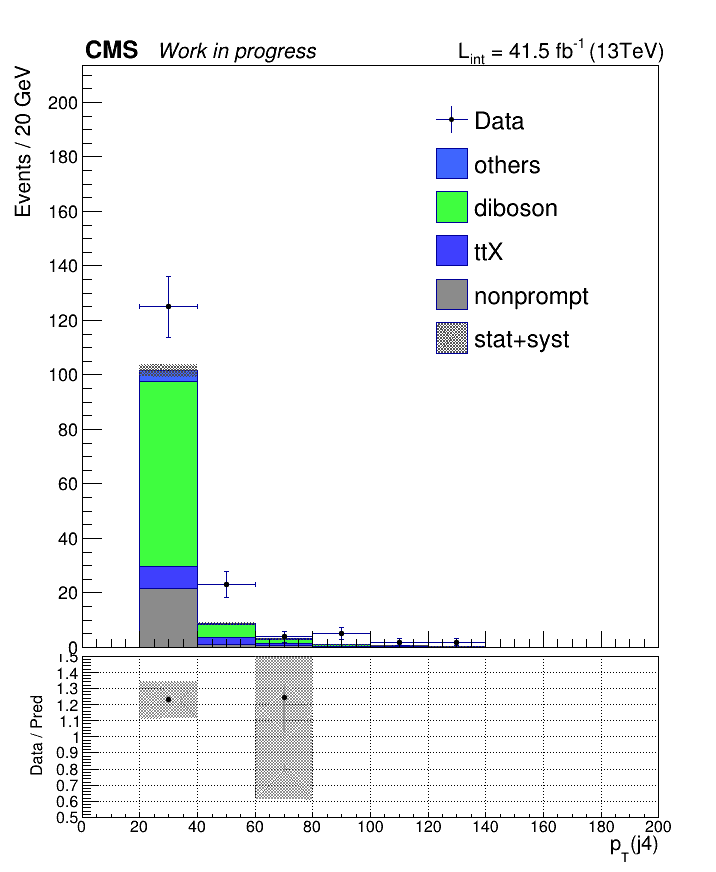 CMS Work in progress L_int = 41.5 fb^-1 (13TeV)
Events / 20 GeV
200
180
160
140
120
100
80
60
40
20
0
Data
others
diboson
ttX
nonprompt
stat+syst
Data / Pred
1.5
1.4
1.3
1.2
1.1
1
0.9
0.8
0.7
0.6
0.5
0 20 40 60 80 100 120 140 160 180 200
p_T(j4)